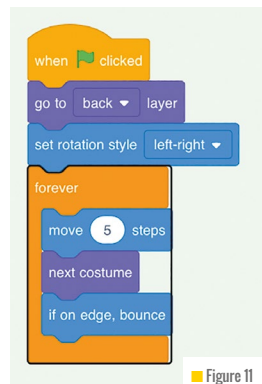 when clicked
go to back layer
set rotation style left-right
forever
move 5 steps
next costume
if on edge, bounce
Figure 11